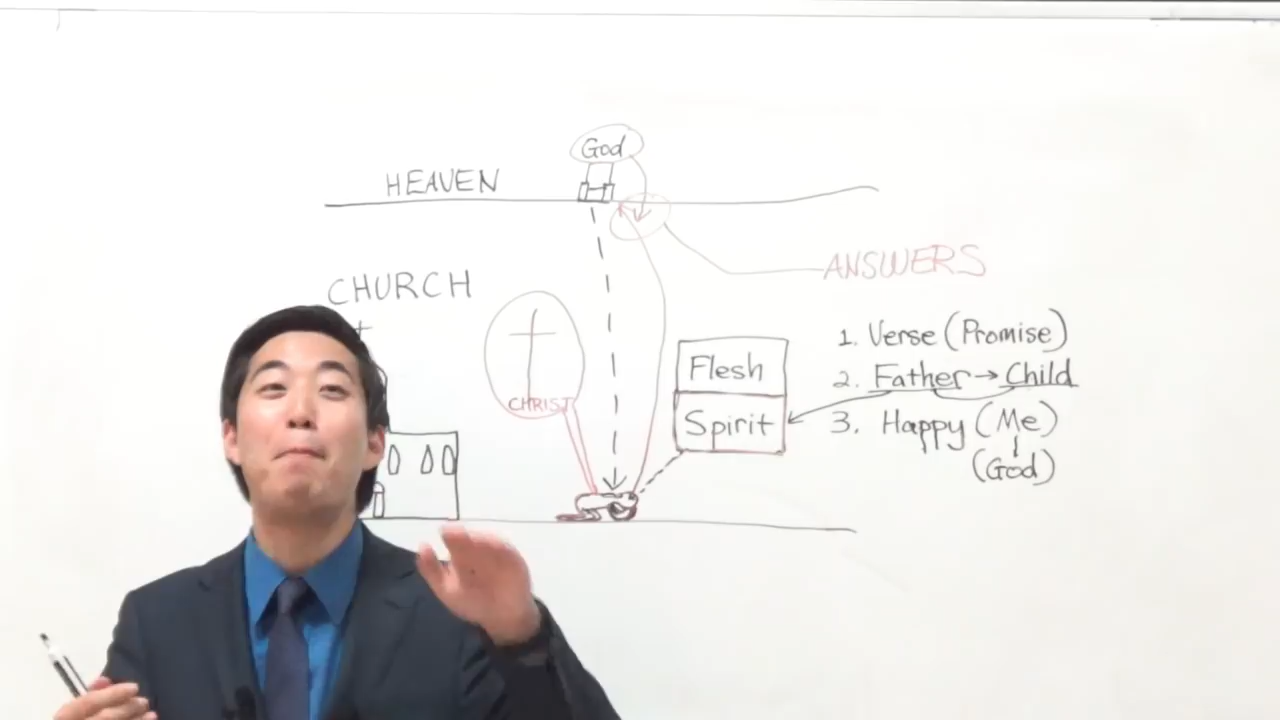 God
HEAVEN
ANSWERS
CHURCH
CHRIST
Flesh
Spirit
1. Verse (Promise)
2. Father → Child
3. Happy (Me)
(God)